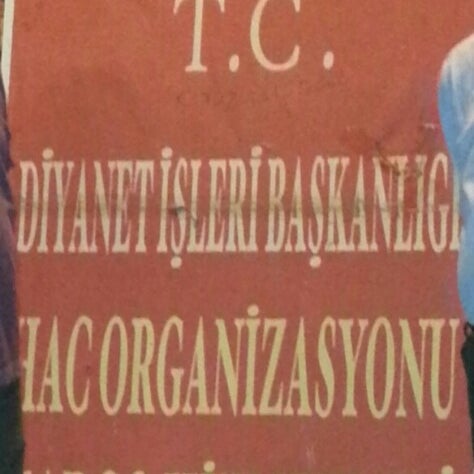 T.C.
DİYANET İŞLERİ BAŞKANLIĞI
HAC ORGANİZASYONU